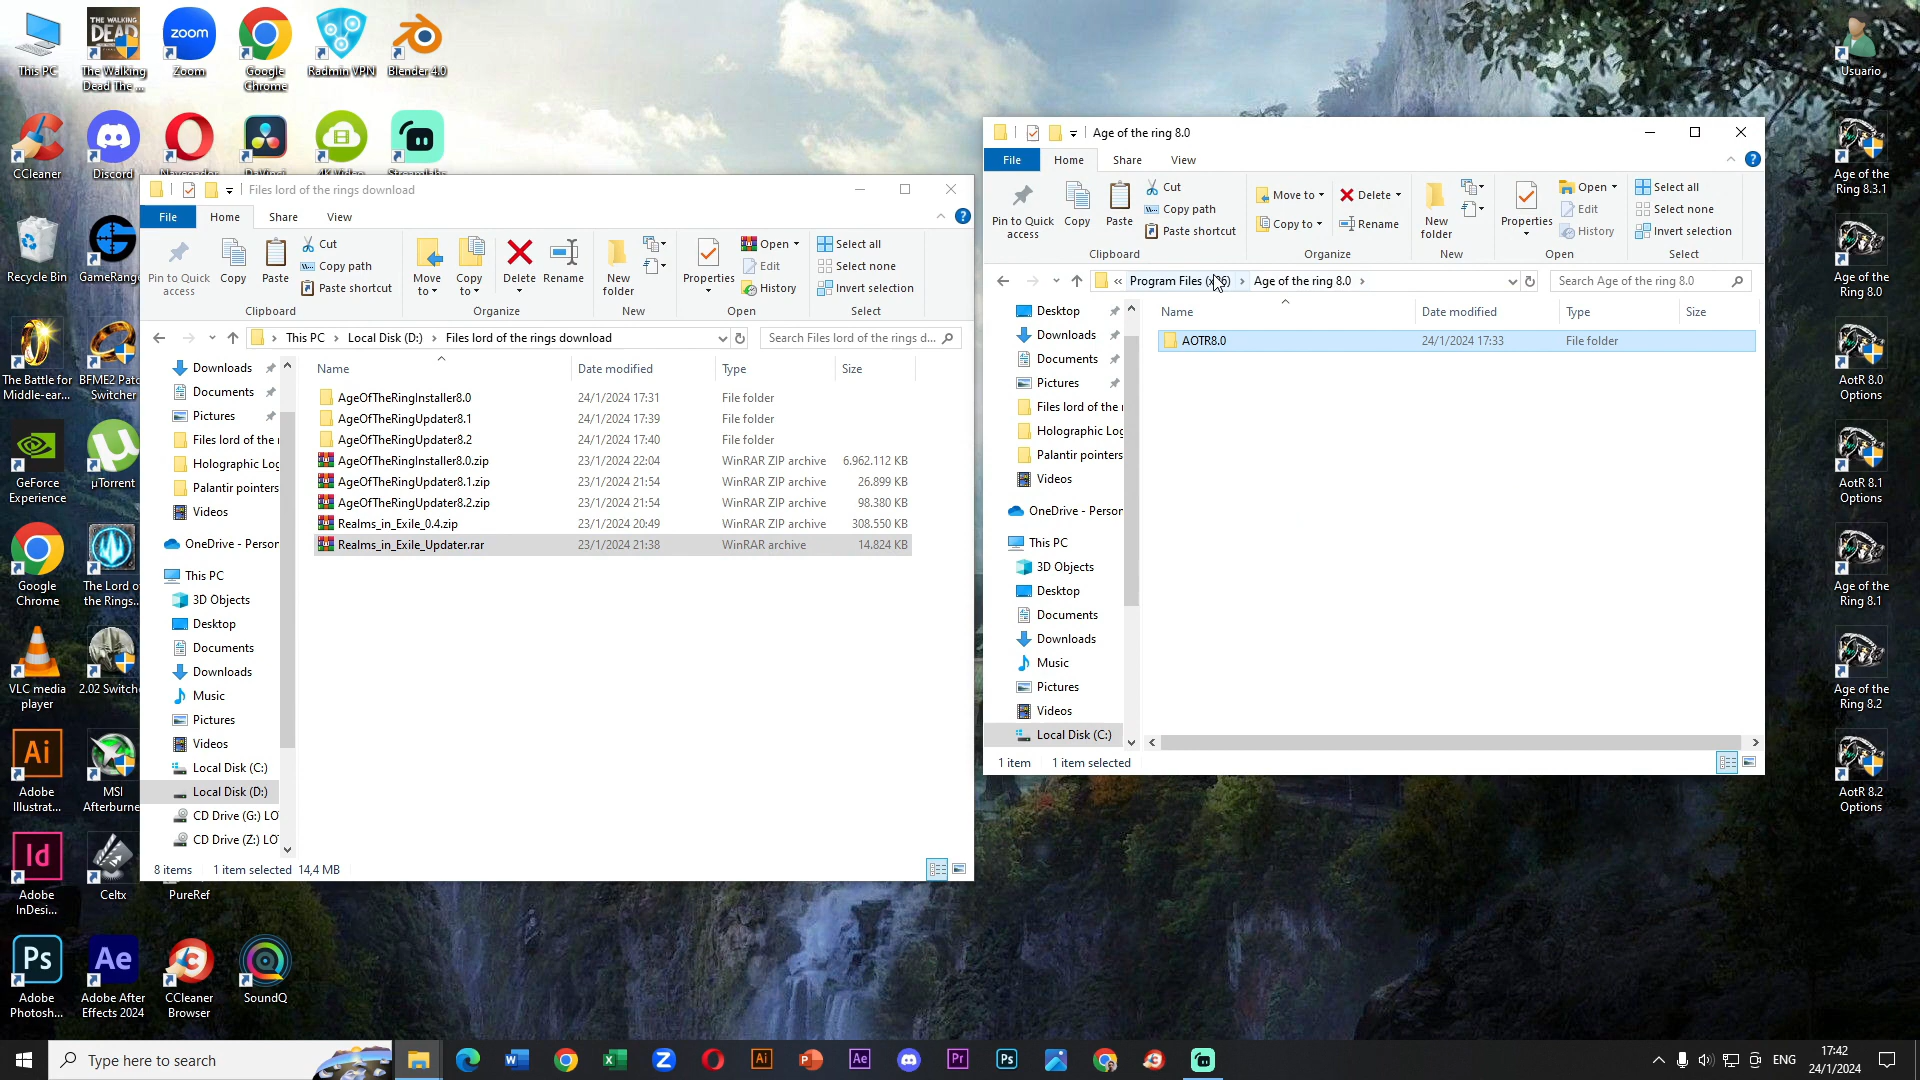 This PC
The Walking
Dead The ...
Zoom
Google
Chrome
Radmin VPN
Blender 4.0
Usuario
CCleaner
Discord
Age of the
Ring 8.3.1
Recycle Bin
GameRange
Age of the
Ring 8.0
The Battle for
Middle-ear...
BFME2 Patc
Switcher
AotR 8.0
Options
GeForce
Experience
µTorrent
AotR 8.1
Options
Google
Chrome
The Lord o
the Rings...
Age of the
Ring 8.1
VLC media
player
2.02 Switche
Age of the
Ring 8.2
Adobe
Illustrat...
MSI
Afterburne
AotR 8.2
Options
Adobe
InDesi...
Celtx
PureRef
Adobe
Photosh...
Adobe After
Effects 2024
CCleaner
Browser
SoundQ
Files lord of the rings download
File
Home
Share
View
Pin to Quick
access
Copy
Paste
Cut
Copy path
Paste shortcut
Clipboard
Move
to
Copy
to
Delete
Rename
Organize
New
folder
New
Properties
Open
Edit
History
Open
Select all
Select none
Invert selection
Select
This PC
Local Disk (D:)
Files lord of the rings download
Search Files lord of the rings d...
Downloads
Documents
Pictures
Files lord of the r
Holographic Log
Palantir pointers
Videos
OneDrive - Person
This PC
3D Objects
Desktop
Documents
Downloads
Music
Pictures
Videos
Local Disk (C:)
Local Disk (D:)
CD Drive (G:) LO
CD Drive (Z:) LO
Name Date modified Type Size
AgeOfTheRingInstaller8.0 24/1/2024 17:31 File folder
AgeOfTheRingUpdater8.1 24/1/2024 17:39 File folder
AgeOfTheRingUpdater8.2 24/1/2024 17:40 File folder
AgeOfTheRingInstaller8.0.zip 23/1/2024 22:04 WinRAR ZIP archive 6.962.112 KB
AgeOfTheRingUpdater8.1.zip 23/1/2024 21:54 WinRAR ZIP archive 26.899 KB
AgeOfTheRingUpdater8.2.zip 23/1/2024 21:54 WinRAR ZIP archive 98.380 KB
Realms_in_Exile_0.4.zip 23/1/2024 20:49 WinRAR ZIP archive 308.550 KB
Realms_in_Exile_Updater.rar 23/1/2024 21:38 WinRAR archive 14.824 KB
8 items 1 item selected 14,4 MB
Age of the ring 8.0
File
Home
Share
View
Pin to Quick
access
Copy
Paste
Cut
Copy path
Paste shortcut
Clipboard
Move to
Copy to
Delete
Rename
Organize
New
folder
New
Properties
Open
Edit
History
Open
Select all
Select none
Invert selection
Select
« Program Files (x86)
Age of the ring 8.0
Search Age of the ring 8.0
Desktop
Downloads
Documents
Pictures
Files lord of the r
Holographic Log
Palantir pointers
Videos
OneDrive - Person
This PC
3D Objects
Desktop
Documents
Downloads
Music
Pictures
Videos
Local Disk (C:)
Name Date modified Type Size
AOTR8.0 24/1/2024 17:33 File folder
1 item 1 item selected
Type here to search
ENG
17:42
24/1/2024